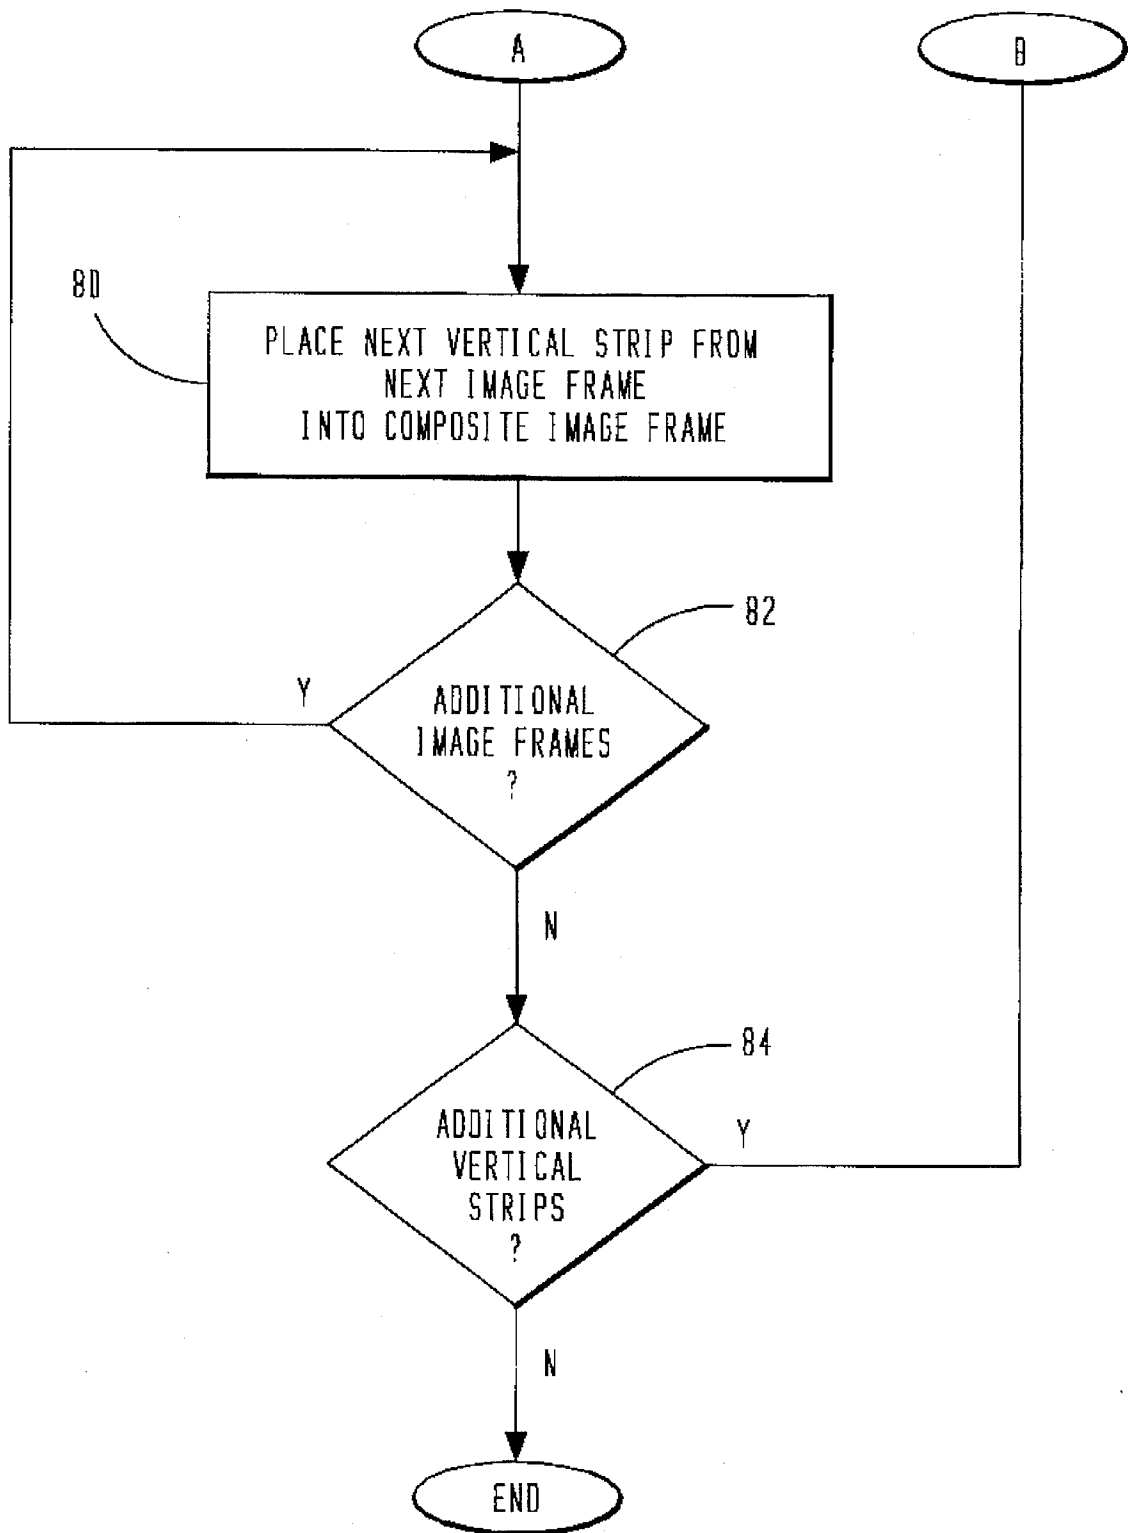 A
B
80
PLACE NEXT VERTICAL STRIP FROM
NEXT IMAGE FRAME
INTO COMPOSITE IMAGE FRAME
82
Y
ADDITIONAL
IMAGE FRAMES
?
N
84
Y
ADDITIONAL
VERTICAL
STRIPS
?
N
END